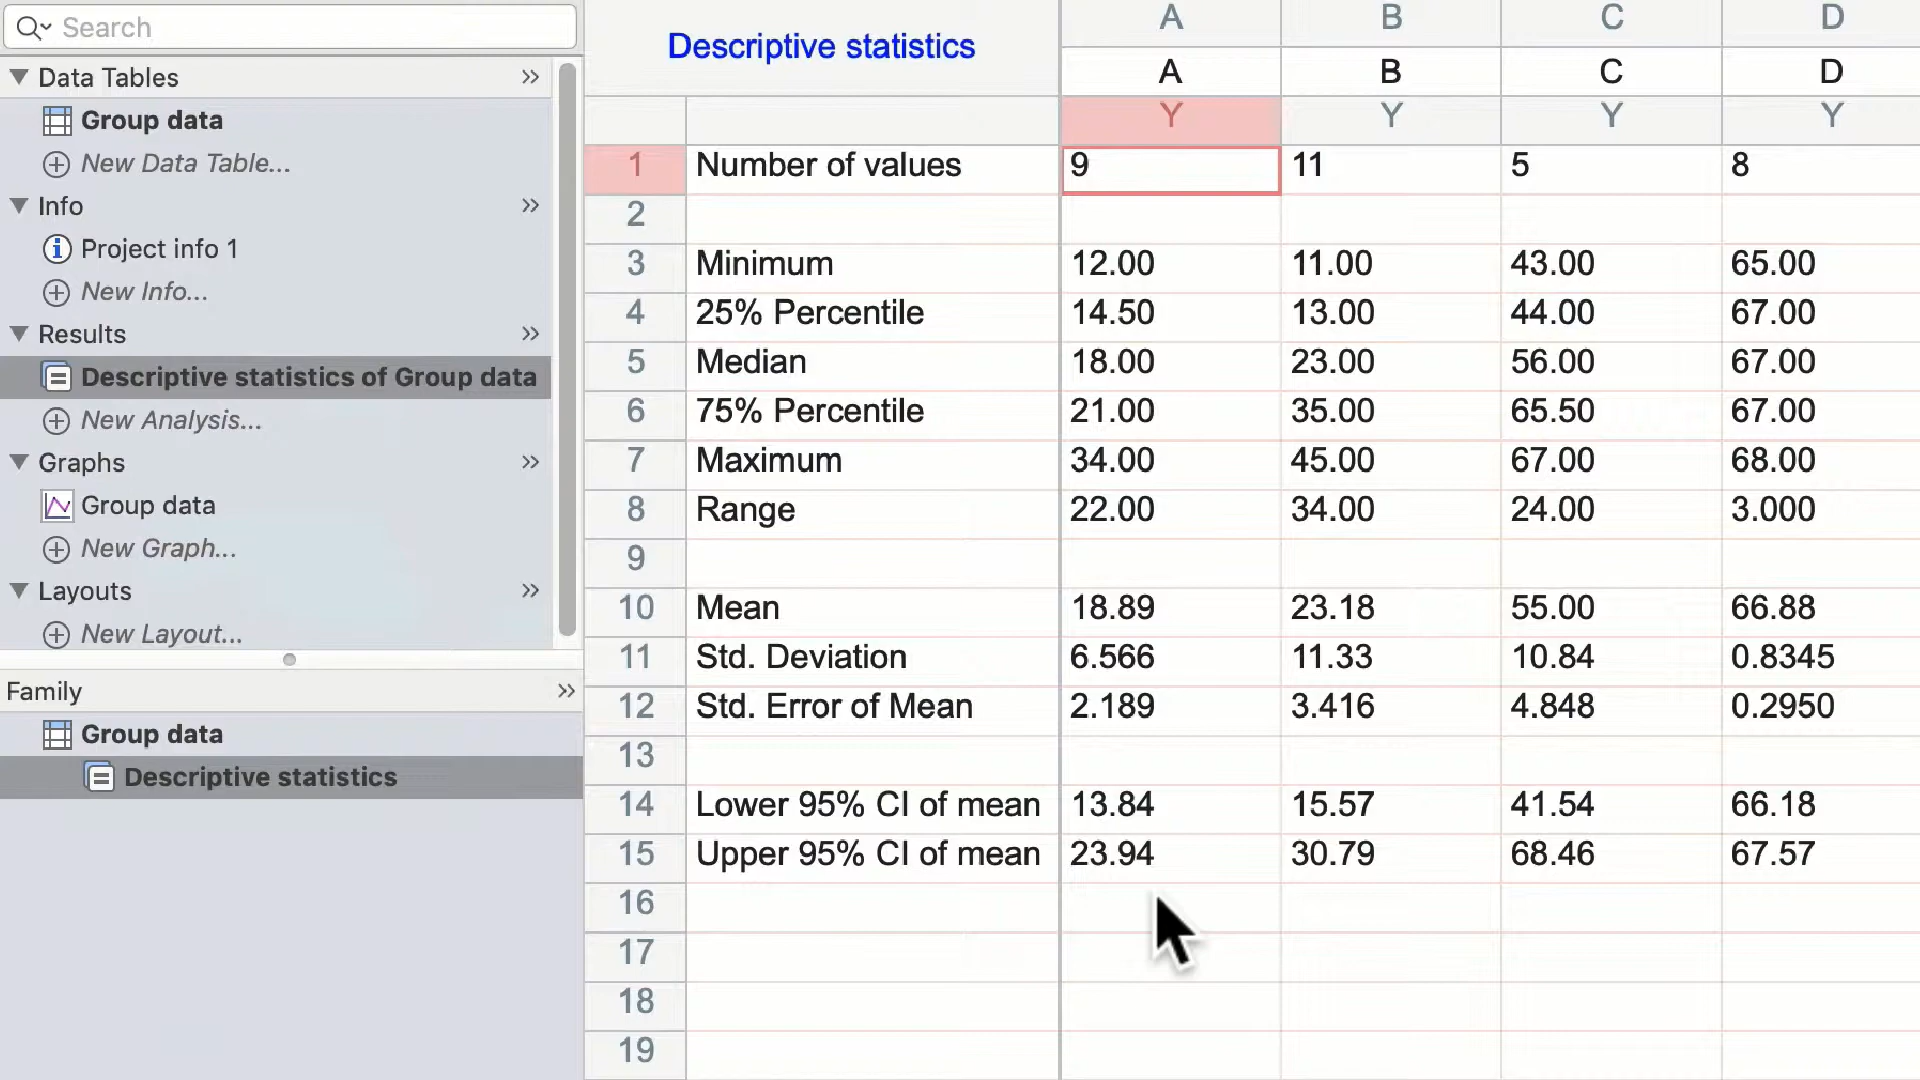 Search
Data Tables
Group data
New Data Table...
Info
Project info 1
New Info...
Results
Descriptive statistics of Group data
New Analysis...
Graphs
Group data
New Graph...
Layouts
New Layout...
Family
Group data
Descriptive statistics
Descriptive statistics A B C D
A B C D
Y Y Y Y
1 Number of values 9 11 5 8
2
3 Minimum 12.00 11.00 43.00 65.00
4 25% Percentile 14.50 13.00 44.00 67.00
5 Median 18.00 23.00 56.00 67.00
6 75% Percentile 21.00 35.00 65.50 67.00
7 Maximum 34.00 45.00 67.00 68.00
8 Range 22.00 34.00 24.00 3.000
9
10 Mean 18.89 23.18 55.00 66.88
11 Std. Deviation 6.566 11.33 10.84 0.8345
12 Std. Error of Mean 2.189 3.416 4.848 0.2950
13
14 Lower 95% CI of mean 13.84 15.57 41.54 66.18
15 Upper 95% CI of mean 23.94 30.79 68.46 67.57
16
17
18
19